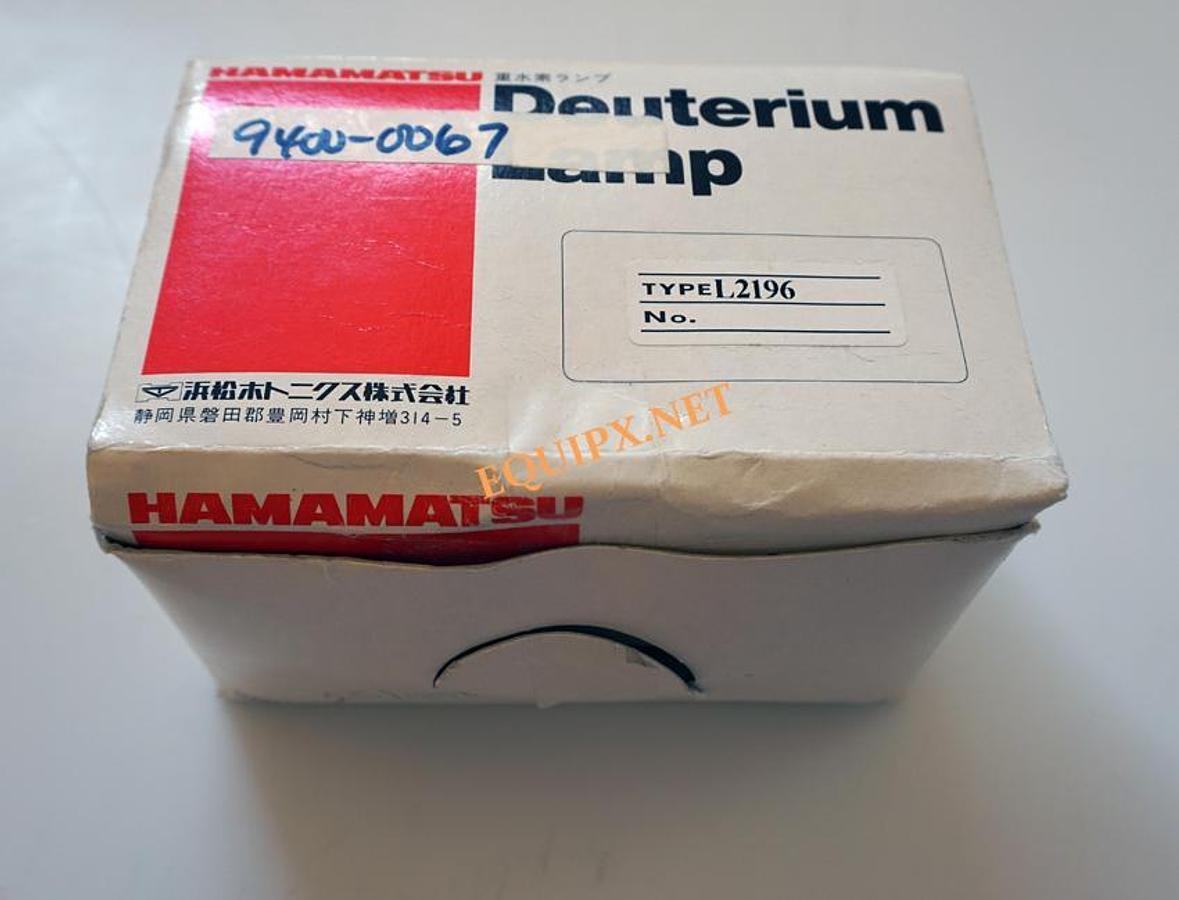 HAMAMATSU
重水素ランプ
Deuterium
Lamp
9400-0067
TYPE L2196
No.
浜松ホトニクス株式会社
静岡県磐田郡豊岡村下神増314-5
EQUIPX.NET
HAMAMATSU